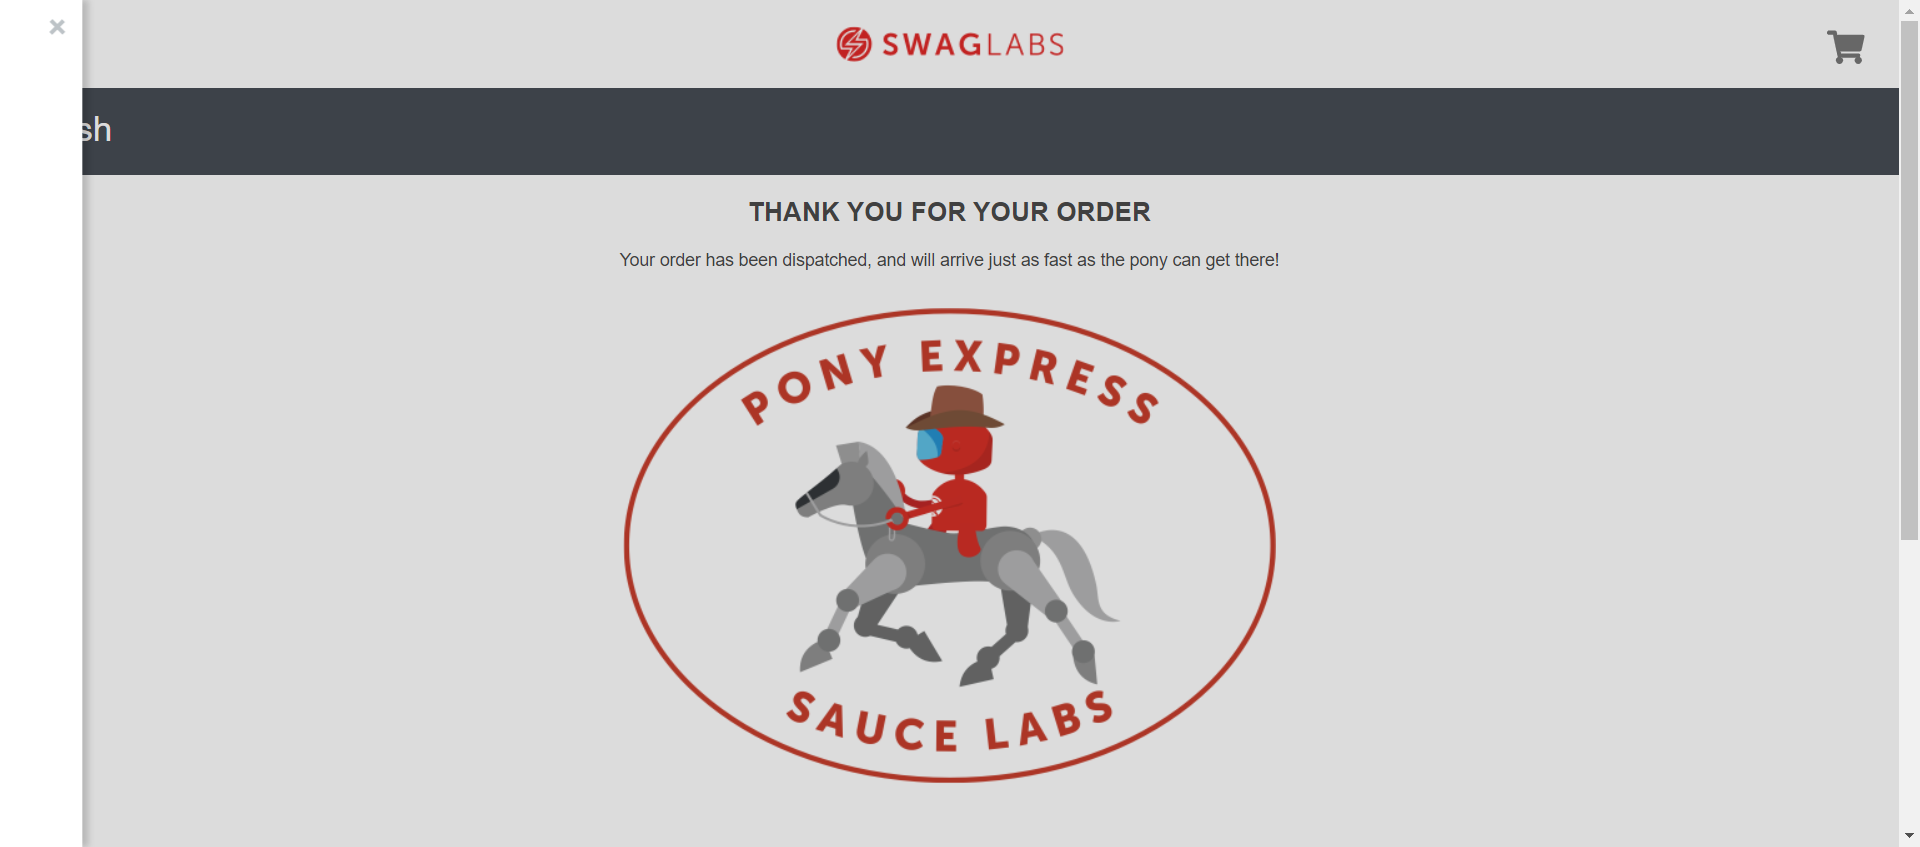 SWAGLABS
sh
THANK YOU FOR YOUR ORDER
Your order has been dispatched, and will arrive just as fast as the pony can get there!
PONY EXPRESS
SAUCE LABS